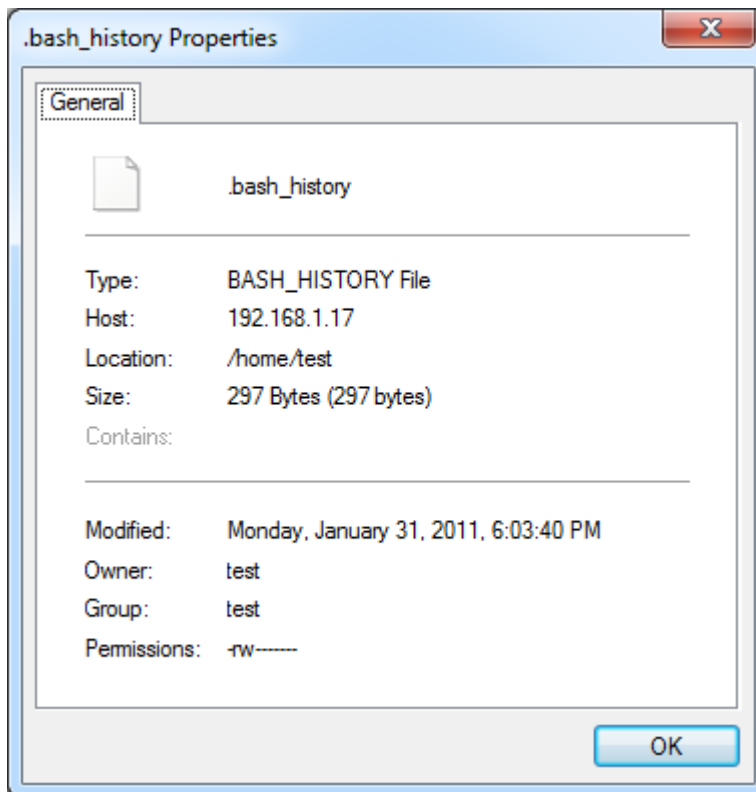 .bash_history Properties
General
.bash_history
Type: BASH_HISTORY File
Host: 192.168.1.17
Location: /home/test
Size: 297 Bytes (297 bytes)
Contains:
Modified: Monday, January 31, 2011, 6:03:40 PM
Owner: test
Group: test
Permissions: -rw-------
OK